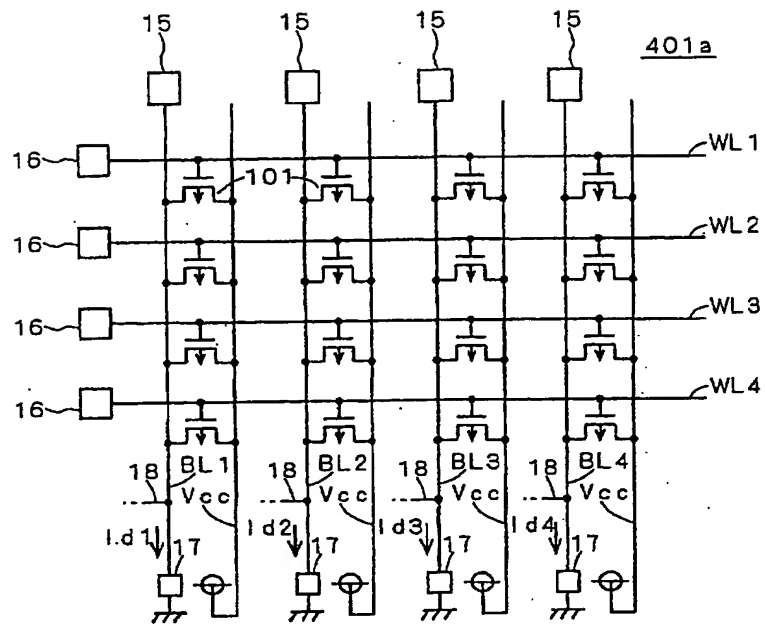 15 15 15 15
401a
16 WL1
101
16 WL2
16 WL3
16 WL4
18 BL1 18 BL2 18 BL3 18 BL4
Vcc Vcc Vcc Vcc
I.d1 Id2 Id3 Id4
17 17 17 17